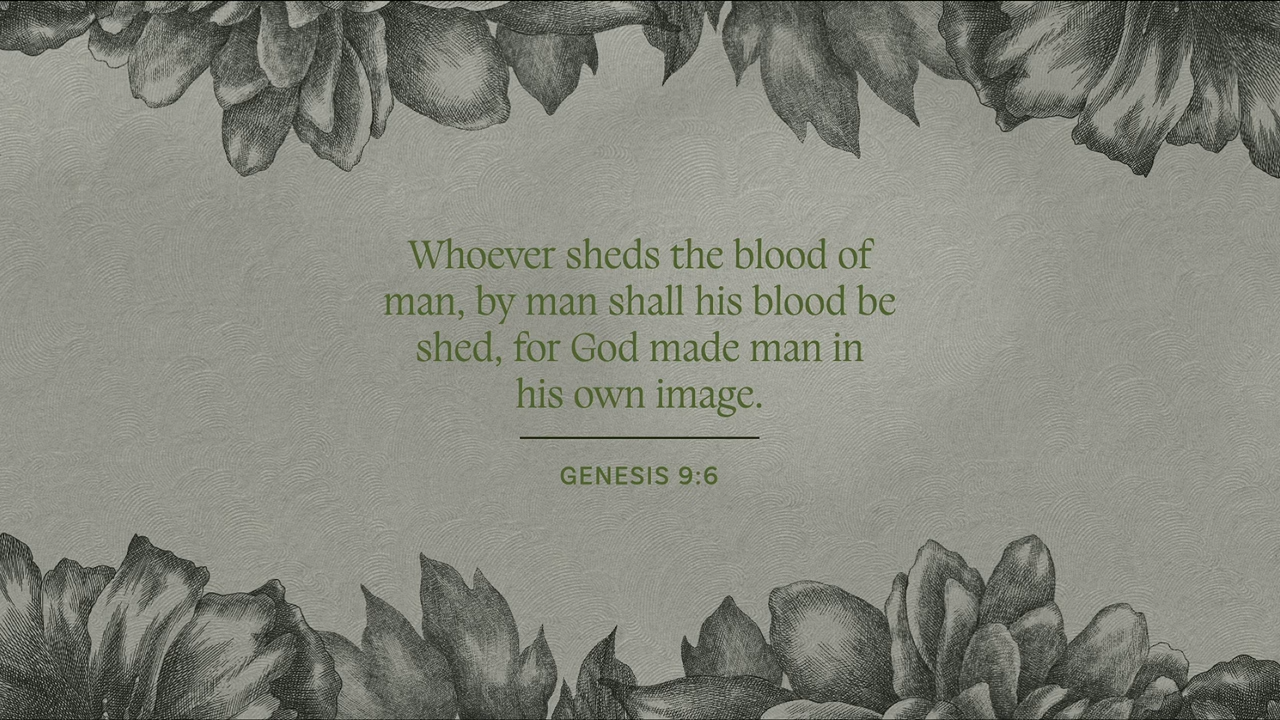 Whoever sheds the blood of
man, by man shall his blood be
shed, for God made man in
his own image.
GENESIS 9:6